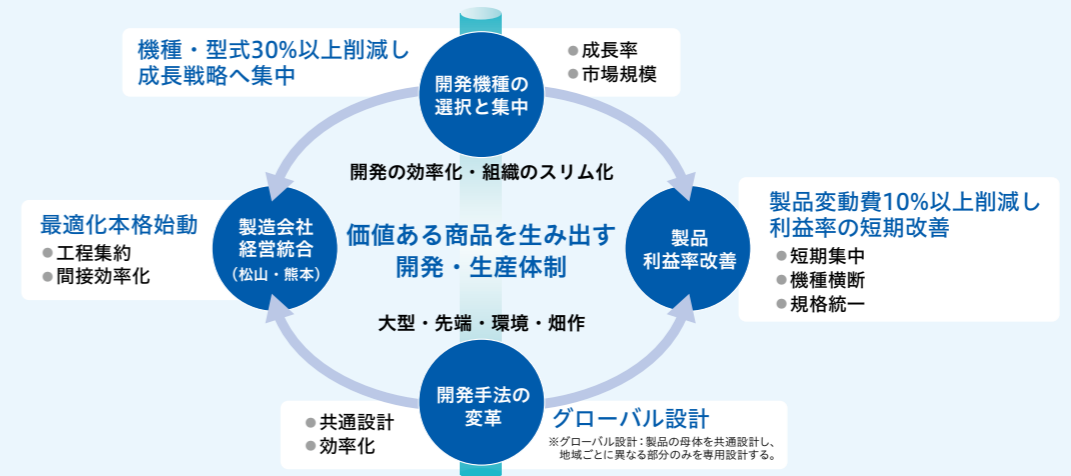 機種・型式30%以上削減し
成長戦略へ集中
開発機種の
選択と集中
●成長率
●市場規模
開発の効率化・組織のスリム化
最適化本格始動
●工程集約
●間接効率化
製造会社
経営統合
（松山・熊本）
価値ある商品を生み出す
開発・生産体制
製品
利益率改善
製品変動費10%以上削減し
利益率の短期改善
●短期集中
●機種横断
●規格統一
大型・先端・環境・畑作
●共通設計
●効率化
開発手法の
変革
グローバル設計
※グローバル設計：製品の母体を共通設計し、
地域ごとに異なる部分のみを専用設計する。